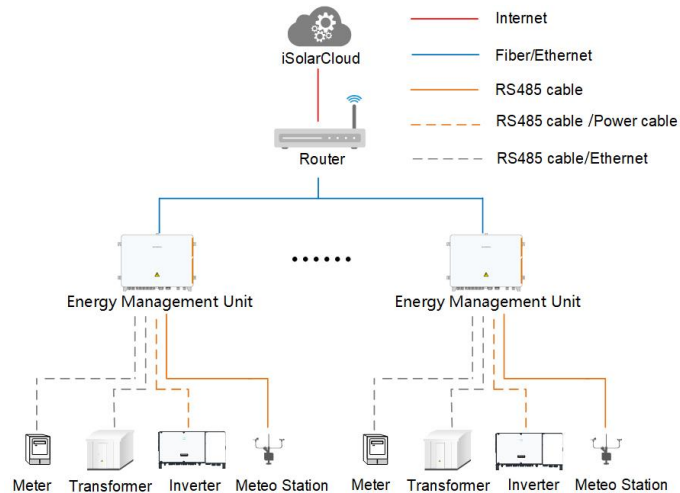 iSolarCloud
Internet
Fiber/Ethernet
RS485 cable
RS485 cable /Power cable
RS485 cable/Ethernet
Router
Energy Management Unit
Energy Management Unit
Meter
Transformer
Inverter
Meteo Station
Meter
Transformer
Inverter
Meteo Station